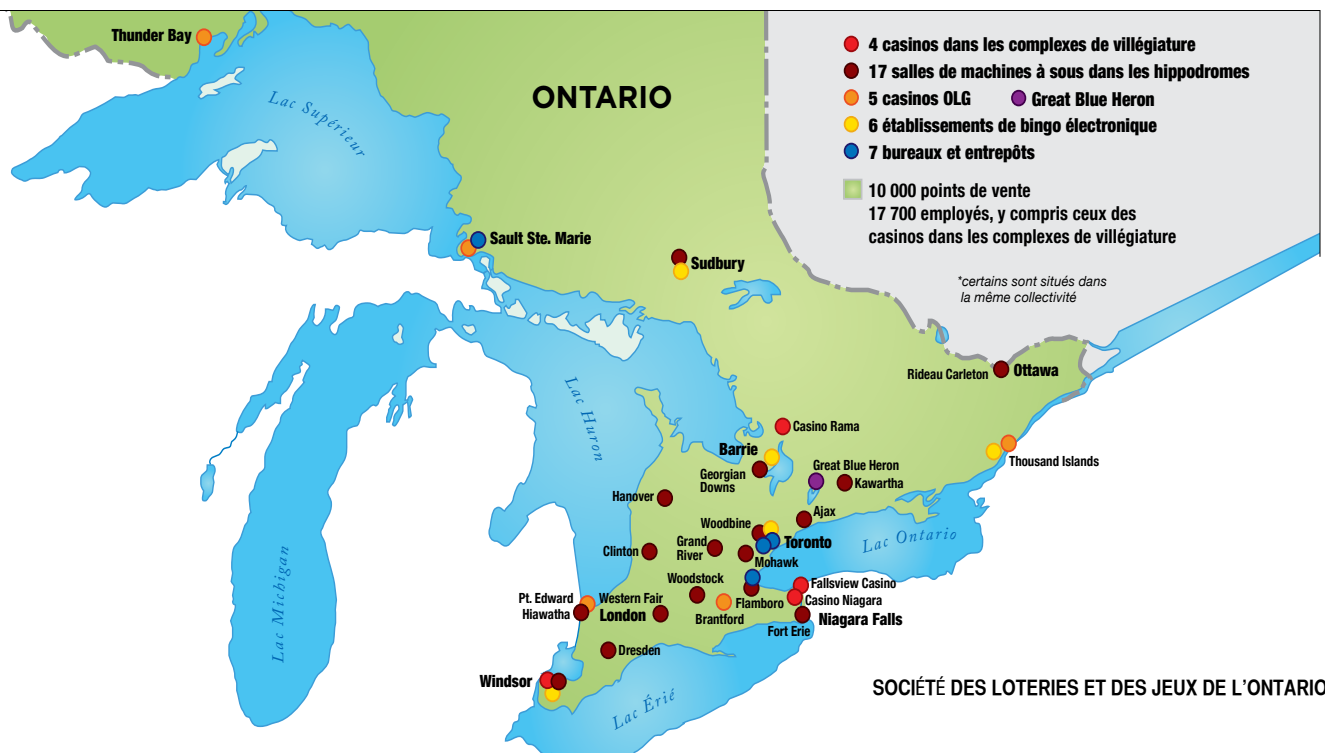 Thunder Bay
Lac Supérieur
ONTARIO
4 casinos dans les complexes de villégiature
17 salles de machines à sous dans les hippodromes
5 casinos OLG
Great Blue Heron
6 établissements de bingo électronique
7 bureaux et entrepôts
10 000 points de vente
17 700 employés, y compris ceux des
casinos dans les complexes de villégiature
*certains sont situés dans
la même collectivité
Sault Ste. Marie
Sudbury
Rideau Carleton
Ottawa
Lac Huron
Casino Rama
Barrie
Thousand Islands
Georgian
Downs
Great Blue Heron
Kawartha
Hanover
Ajax
Woodbine
Toronto
Lac Ontario
Lac Michigan
Clinton
Grand
River
Mohawk
Woodstock
Fallsview Casino
Pt. Edward
Western Fair
Flamboro
Casino Niagara
Hiawatha
London
Brantford
Niagara Falls
Fort Erie
Dresden
Windsor
Lac Érié
SOCIÉTÉ DES LOTERIES ET DES JEUX DE L'ONTARIO